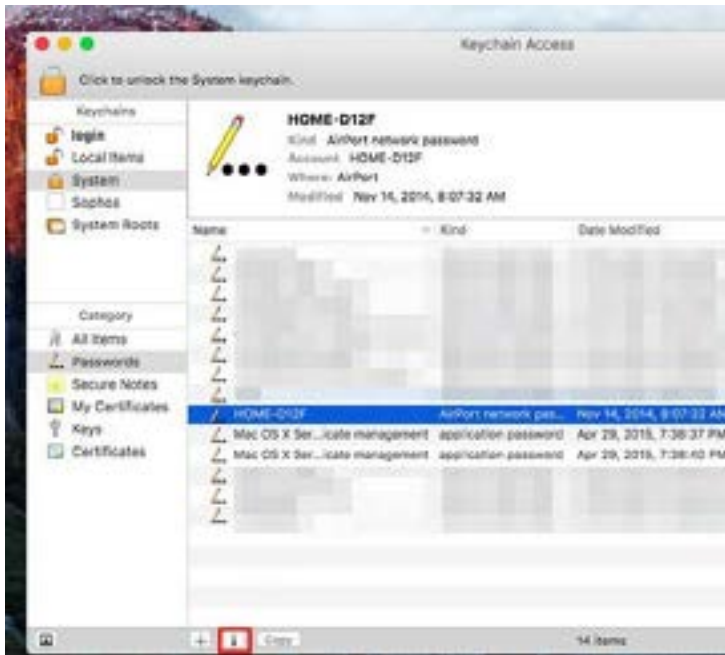 Keychain Access
Click to unlock the System keychain.
Keychains
login
Local Items
System
Sophos
System Roots
HOME-D12F
Kind: AirPort network password
Account: HOME-D12F
Where: AirPort
Modified: Nov 14, 2014, 8:07:32 AM
Name Kind Date Modified
HOME-D12F AirPort network pas... Nov 14, 2014, 8:07:32 AM
Mac OS X Ser...icate management application password Apr 29, 2015, 7:38:37 PM
Mac OS X Ser...icate management application password Apr 29, 2015, 7:38:40 PM
Category
All Items
Passwords
Secure Notes
My Certificates
Keys
Certificates
+ i Copy 14 items